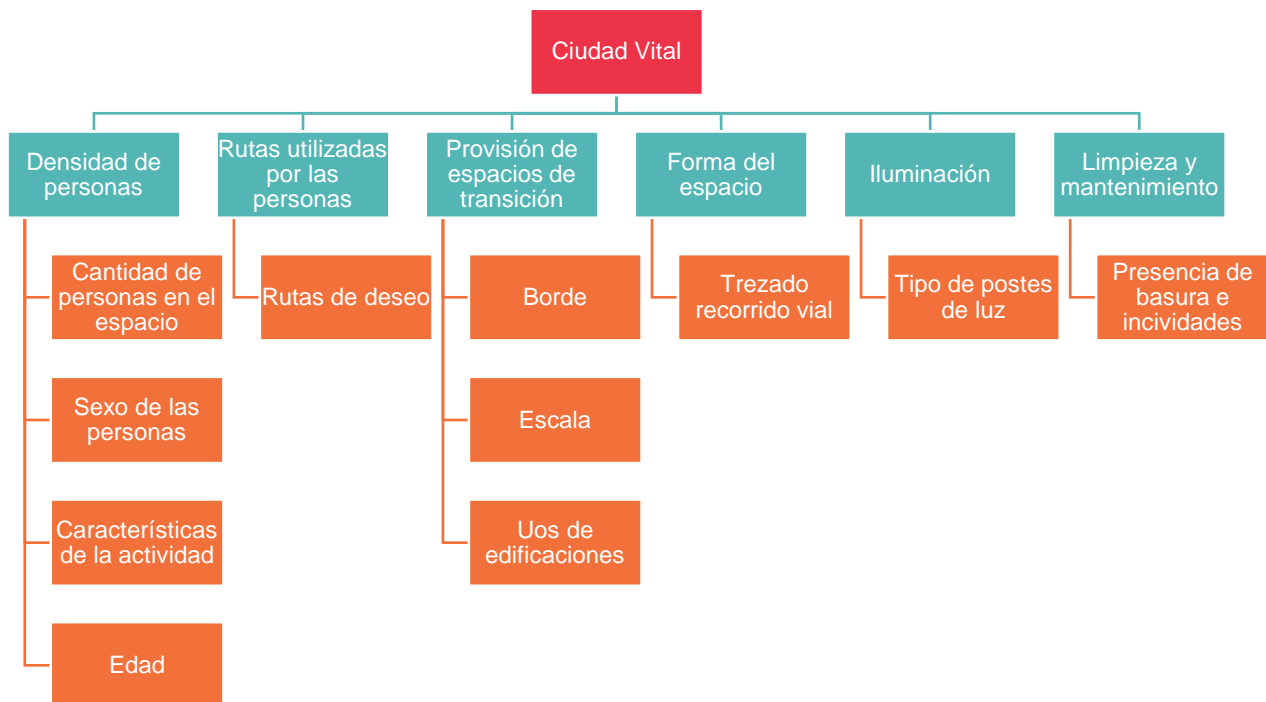 Ciudad Vital
Densidad de
personas
Rutas utilizadas
por las
personas
Provisión de
espacios de
transición
Forma del
espacio
Iluminación
Limpieza y
mantenimiento
Cantidad de
personas en el
espacio
Sexo de las
personas
Características
de la actividad
Edad
Rutas de deseo
Borde
Escala
Uos de
edificaciones
Trezado
recorrido vial
Tipo de postes
de luz
Presencia de
basura e
incividades